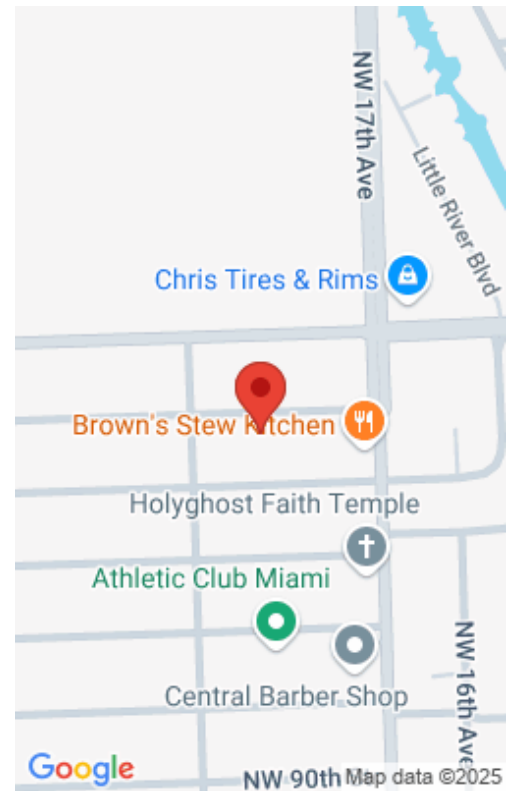 NW 17th Ave
Little River Blvd
Chris Tires & Rims
Brown's Stew Kitchen
Holyghost Faith Temple
Athletic Club Miami
Central Barber Shop
NW 16th Ave
Google
NW 90th
Map data ©2025